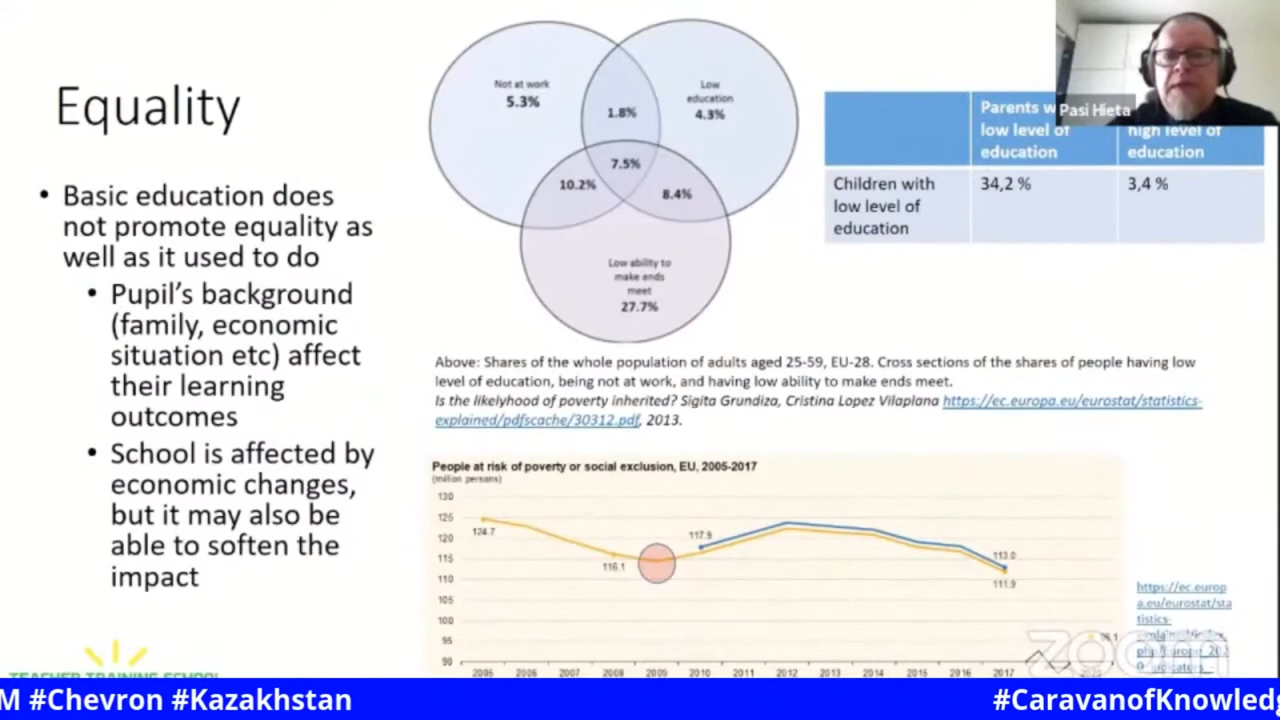 Equality
• Basic education does
not promote equality as
well as it used to do
• Pupil's background
(family, economic
situation etc) affect
their learning
outcomes
• School is affected by
economic changes,
but it may also be
able to soften the
impact
Not at work
5.3%
1.8%
Low
education
4.3%
7.5%
10.2%
8.4%
Low ability to
make ends
meet
27.7%
Parents
low level of
education
high level of
education
Children with
low level of
education
34,2 %
3,4 %
Pasi Hieta
Above: Shares of the whole population of adults aged 25-59, EU-28. Cross sections of the shares of people having low
level of education, being not at work, and having low ability to make ends meet.
Is the likelyhood of poverty inherited? Sigita Grundiza, Cristina Lopez Vilaplana https://ec.europa.eu/eurostat/statistics-
explained/pdfscache/30312.pdf, 2013.
People at risk of poverty or social exclusion, EU, 2005-2017
(million persons)
130
125
120
115
110
105
100
95
90
124.7
116.1
117.9
113.0
111.9
2005 2006 2007 2008 2009 2010 2011 2012 2013 2014 2015 2016 2017
https://ec.europ
a.eu/eurostat/sta
tistics-
zoom
TEACHER TRAINING SCHOOL
M #Chevron #Kazakhstan
#CaravanofKnowledg